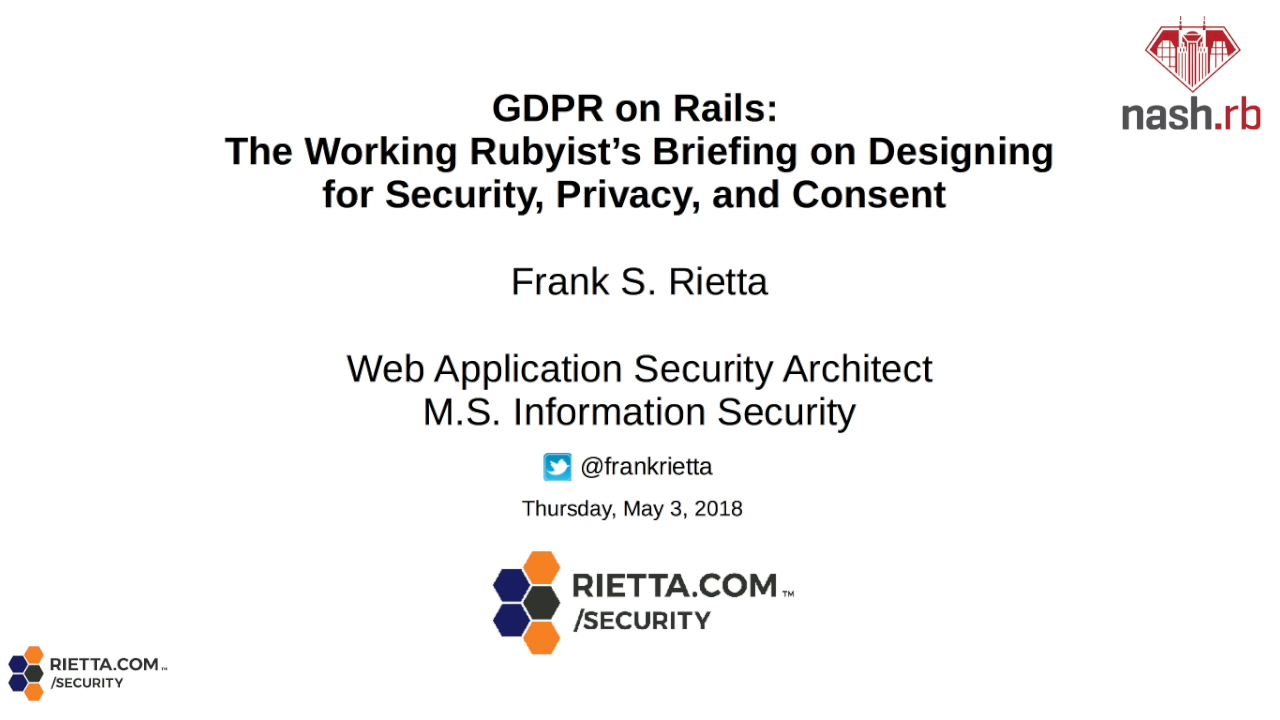 nash.rb
GDPR on Rails:
The Working Rubyist’s Briefing on Designing
for Security, Privacy, and Consent
Frank S. Rietta
Web Application Security Architect
M.S. Information Security
@frankrietta
Thursday, May 3, 2018
RIETTA.COM™
/SECURITY
RIETTA.COM™
/SECURITY